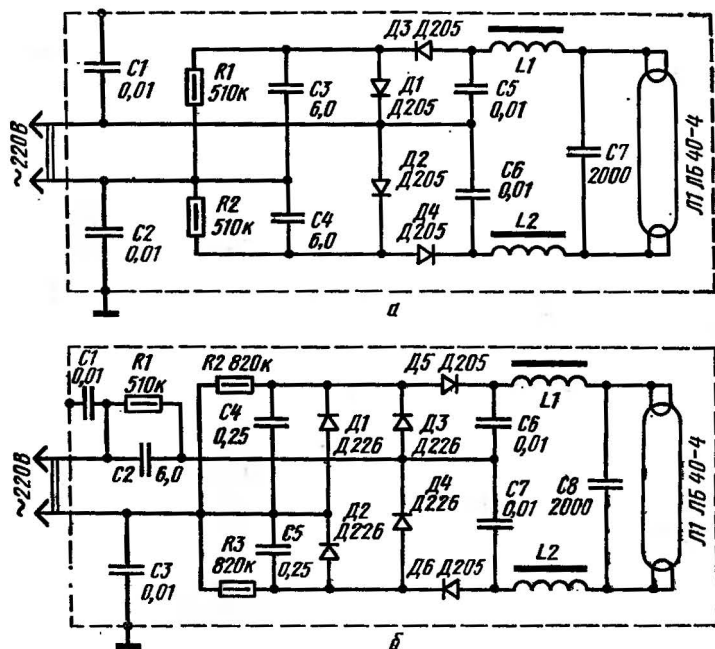 C1
0,01
R1
510к
C3
6,0
Д3 Д205
Д1
Д205
C5
0,01
L1
~220В
Д2
Д205
C6
0,01
C7
2000
Л1 ЛБ 40-4
C2
0,01
R2
510к
C4
6,0
Д4
Д205
L2
а
C1
0,01
R1
510к
R2 820к
Д5 Д205
C4
0,25
Д1
Д226
Д3
Д226
C6
0,01
L1
~220В
C2
6,0
Д4
Д226
C7
0,01
C8
2000
Л1 ЛБ 40-4
Д2
Д226
C3
0,01
R3
820к
C5
0,25
Д6 Д205
L2
б